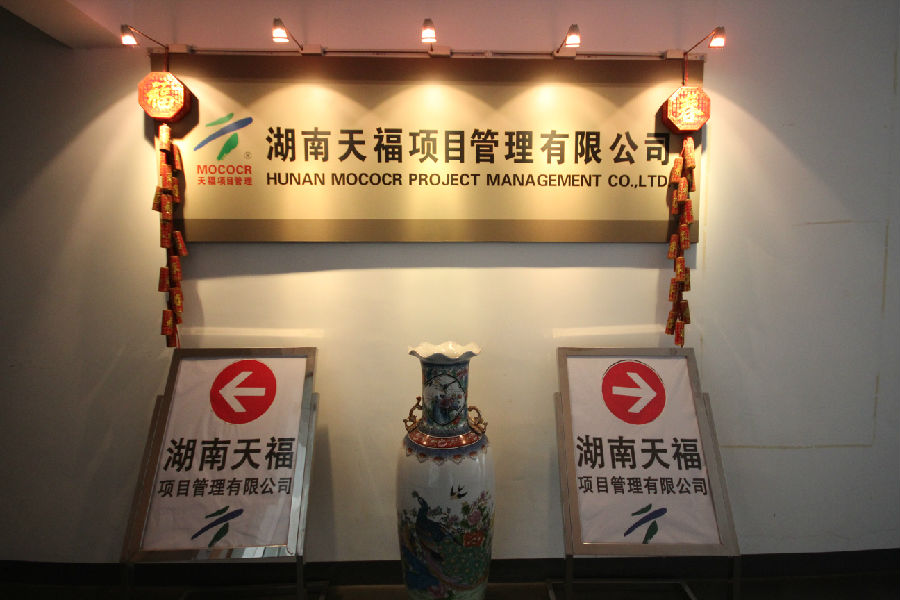 福
春
湖南天福项目管理有限公司
HUNAN MOCOCR PROJECT MANAGEMENT CO.,LTD
®
MOCOCR
天福项目管理
湖南天福
项目管理有限公司
湖南天福
项目管理有限公司